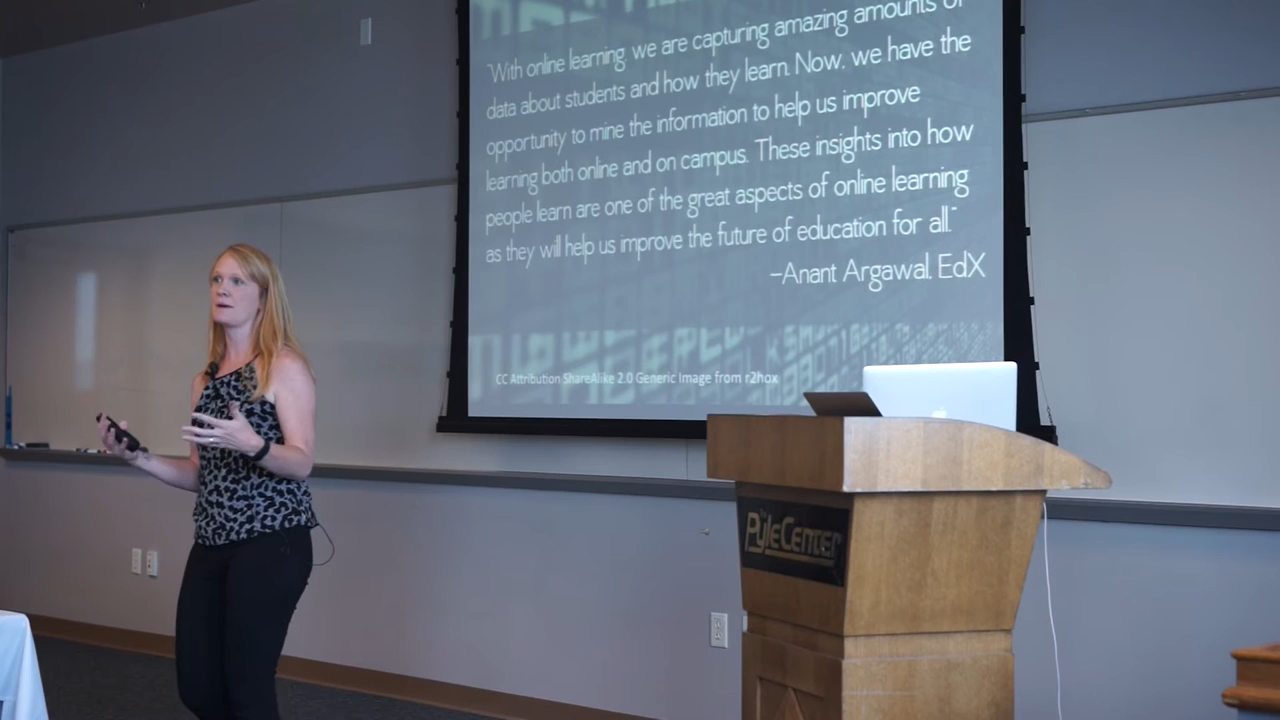 "With online learning, we are capturing amazing amounts of
data about students and how they learn. Now, we have the
opportunity to mine the information to help us improve
learning both online and on campus. These insights into how
people learn are one of the great aspects of online learning
as they will help us improve the future of education for all."
–Anant Argawal, EdX
CC Attribution ShareAlike 2.0 Generic Image from r2hox
The
Pyle Center